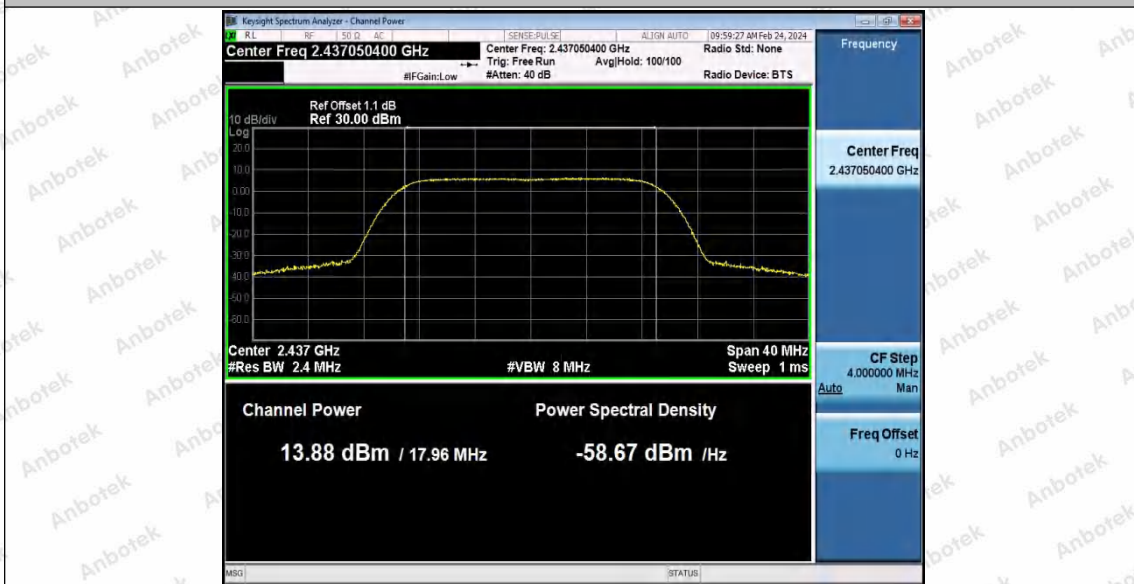 Keysight Spectrum Analyzer - Channel Power
RL RF 50 Ω AC SENSE:PULSE ALIGN AUTO 09:59:27 AM Feb 24, 2024
Center Freq 2.437050400 GHz
Center Freq: 2.437050400 GHz
Radio Std: None
Trig: Free Run Avg|Hold: 100/100
#IFGain:Low #Atten: 40 dB Radio Device: BTS
Ref Offset 1.1 dB
10 dB/div Ref 30.00 dBm
Log
20.0
10.0
0.00
-10.0
-20.0
-30.0
-40.0
-50.0
-60.0
Center 2.437 GHz Span 40 MHz
#Res BW 2.4 MHz #VBW 8 MHz Sweep 1 ms
Channel Power Power Spectral Density
13.88 dBm / 17.96 MHz -58.67 dBm /Hz
MSG STATUS
Frequency
Center Freq
2.437050400 GHz
CF Step
4.000000 MHz
Auto Man
Freq Offset
0 Hz
Anbotek